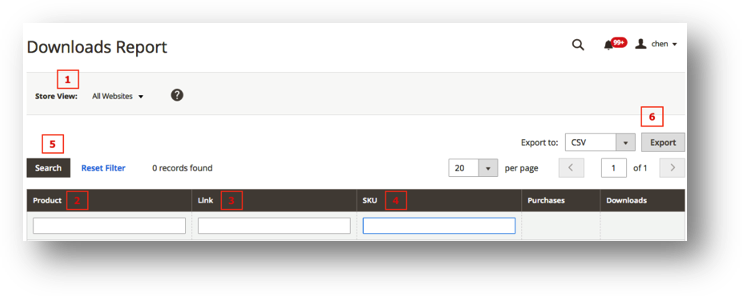 Downloads Report
99+
chen
1
Store View: All Websites ?
6
5
Export to: CSV Export
Search Reset Filter 0 records found 20 per page 1 of 1
Product 2 Link 3 SKU 4 Purchases Downloads